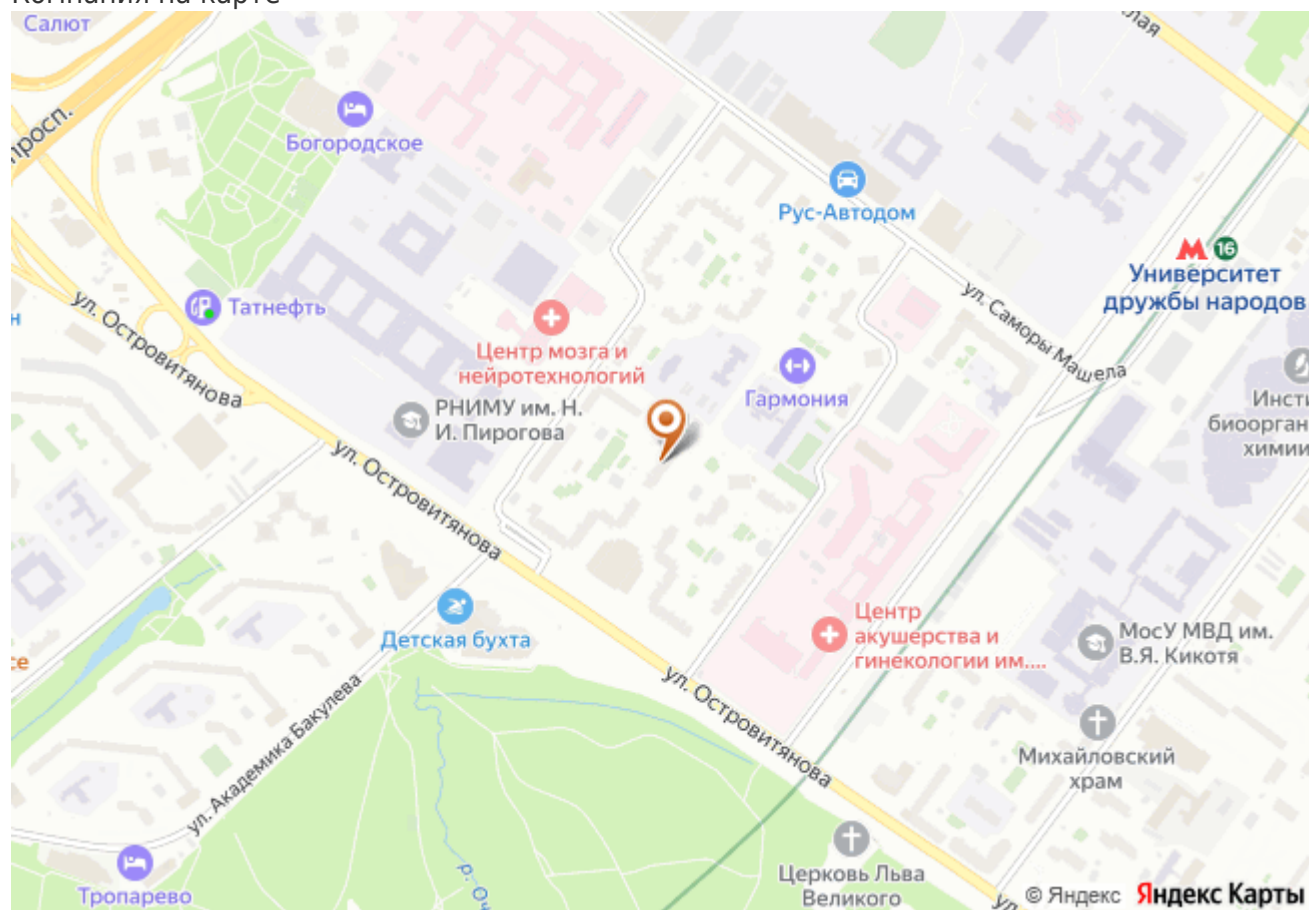 Компания на карте
Салют
просп.
Богородское
Рус-Автодом
16
Университет
дружбы народов
ул. Саморы Машела
Татнефть
ул. Островитянова
Центр мозга и
нейротехнологий
Гармония
РНИМУ им. Н.
И. Пирогова
ул. Островитянова
Детская бухта
Центр
акушерства и
гинекологии им....
МосУ МВД им.
В.Я. Кикотя
ул. Островитянова
ул. Академика Бакулева
Михайловский
храм
Тропарево
Церковь Льва
Великого
© Яндекс Яндекс Карты